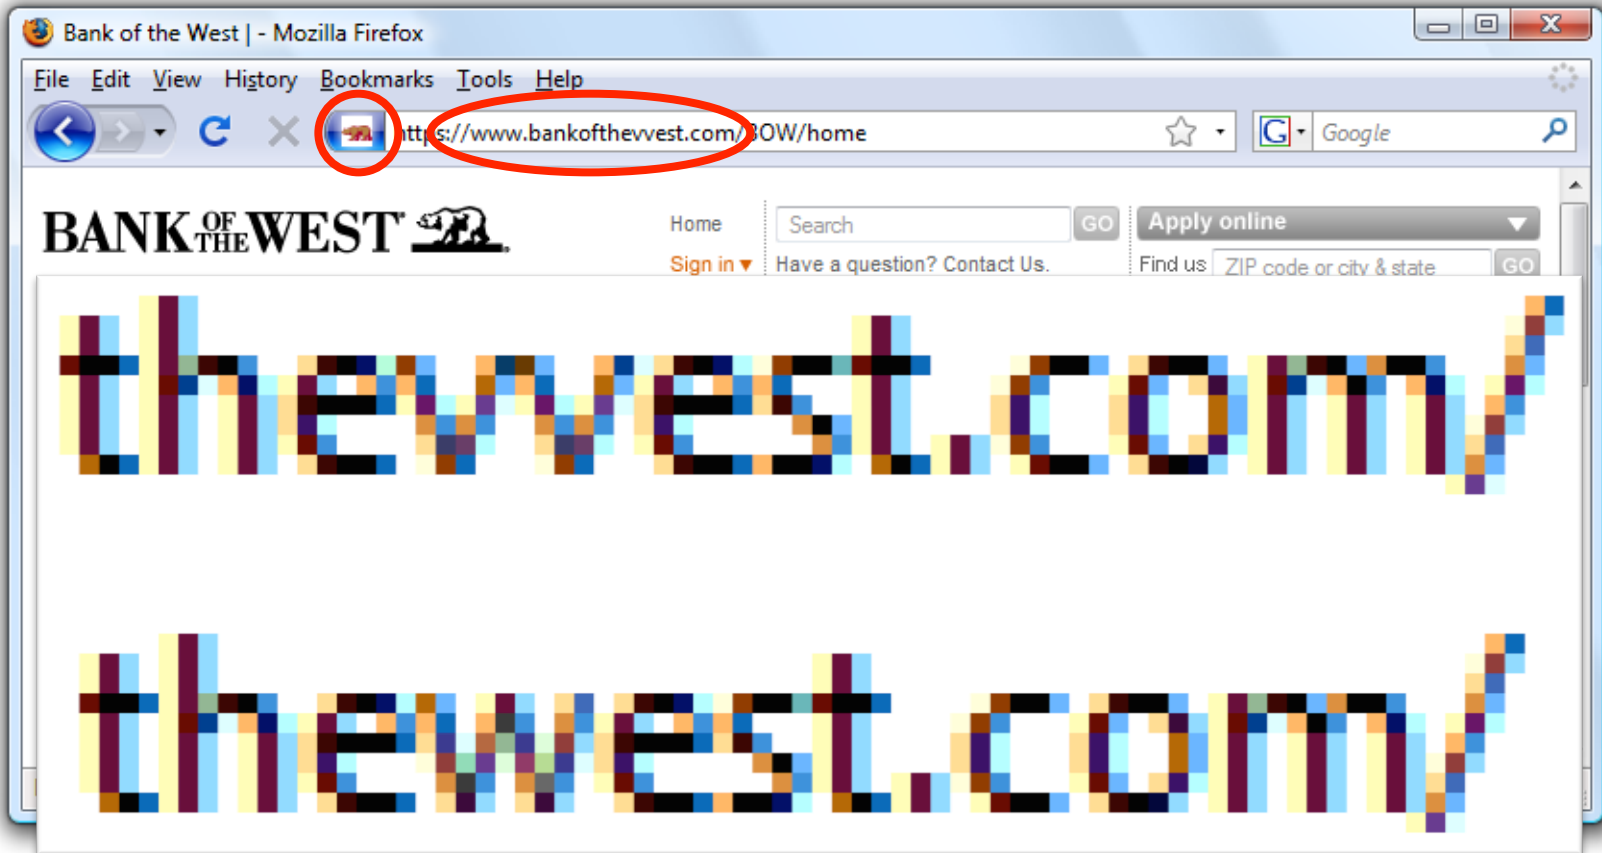 Bank of the West | - Mozilla Firefox
File Edit View History Bookmarks Tools Help
https://www.bankofthevvest.com/BOW/home
G Google
BANK OF THE WEST
Home Search GO Apply online
Sign in Have a question? Contact Us. Find us ZIP code or city & state GO
thevvest.com/
thewest.com/